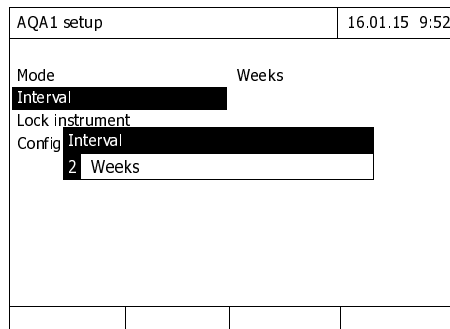 AQA1 setup 16.01.15 9:52
Mode Weeks
Interval
Lock instrument
Config
Interval
2 Weeks